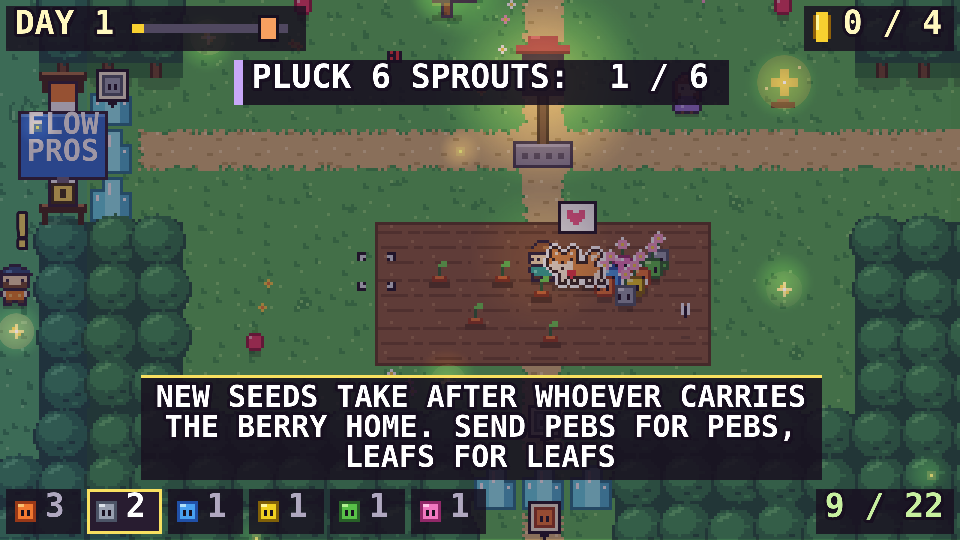 DAY 1
0 / 4
PLUCK 6 SPROUTS: 1 / 6
FLOW
PROS
NEW SEEDS TAKE AFTER WHOEVER CARRIES
THE BERRY HOME. SEND PEBS FOR PEBS,
LEAFS FOR LEAFS
3 2 1 1 1 1
9 / 22